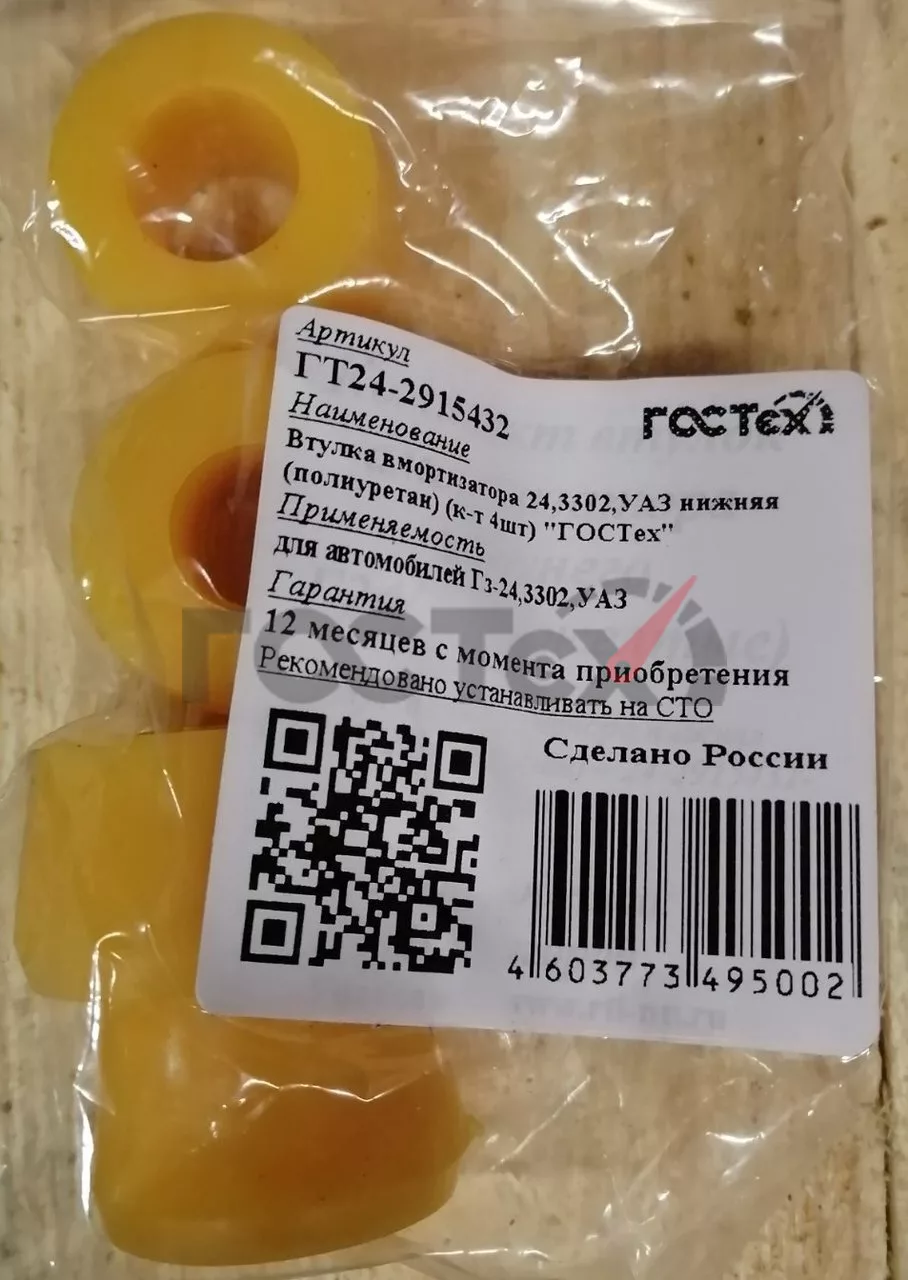 Артикул
ГТ24-2915432
ГОСТех
Наименование
Втулка вмортизатора 24,3302,УАЗ нижняя
(полиуретан) (к-т 4шт) "ГОСТех"
Применяемость
для автомобилей Гз-24,3302,УАЗ
Гарантия
12 месяцев с момента приобретения
Рекомендовано устанавливать на СТО
ГОСТех
Сделано России
4 603773 495002